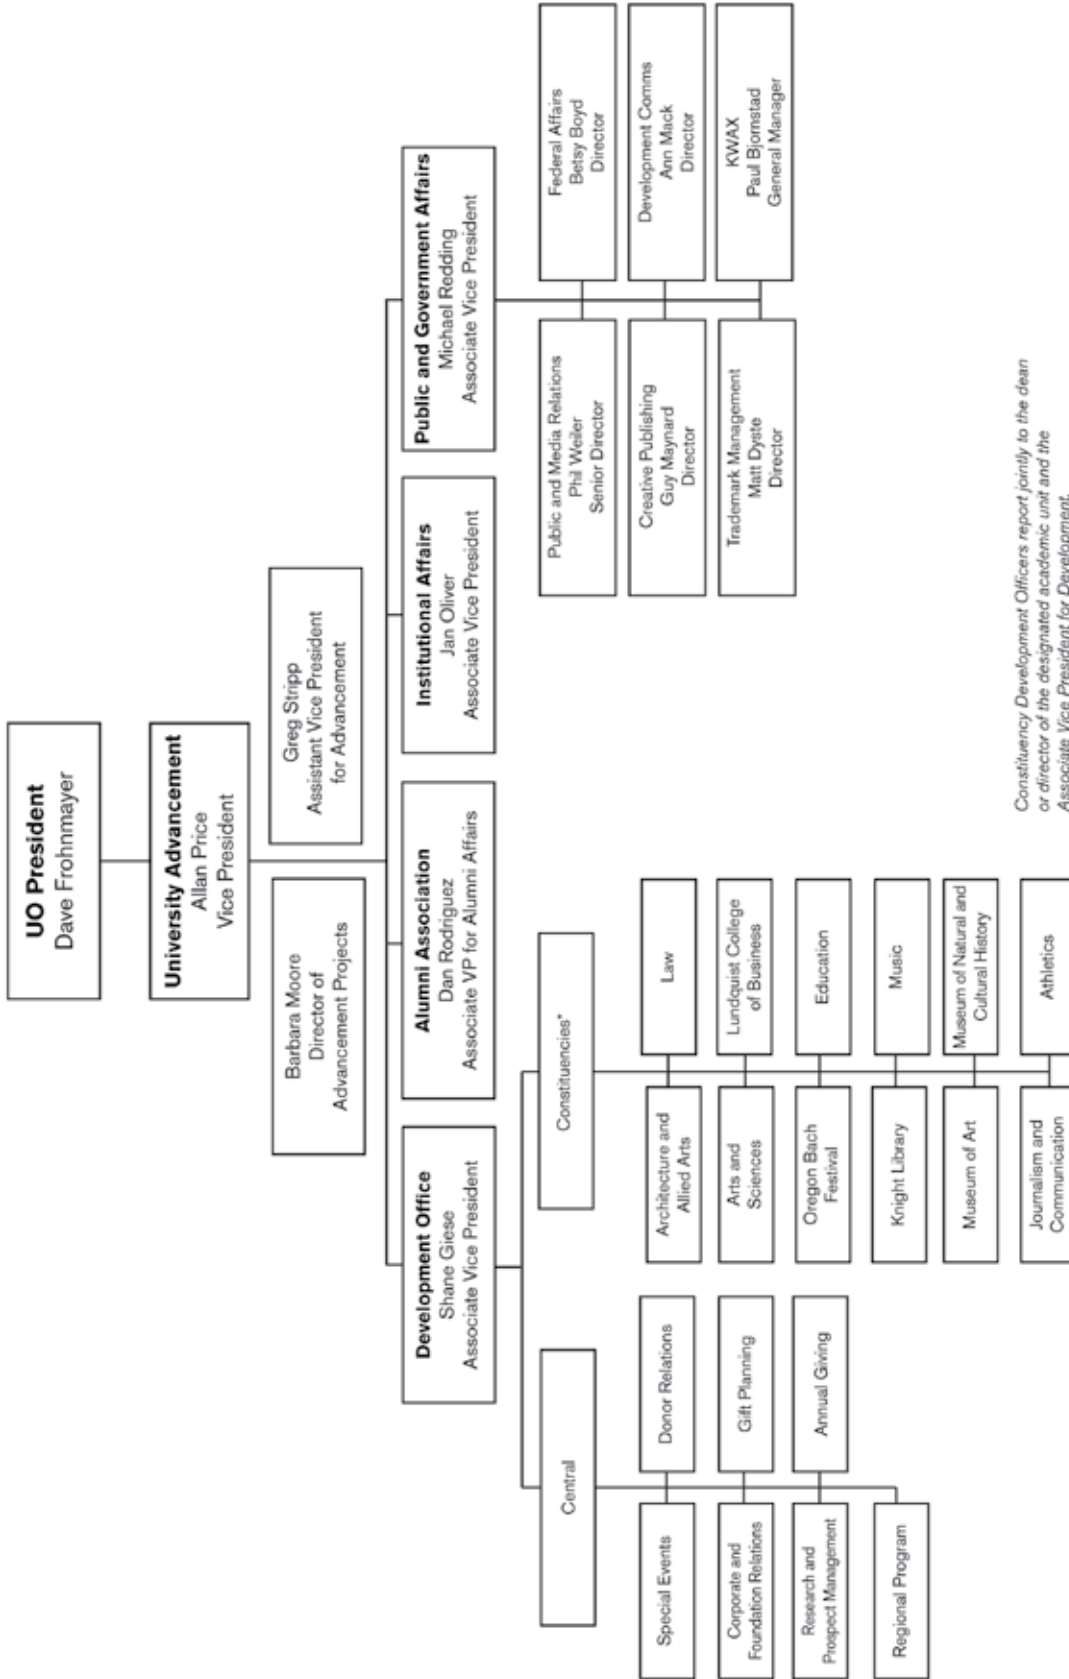 UO President
Dave Frohnmayer
University Advancement
Allan Price
Vice President
Barbara Moore
Director of
Advancement Projects
Greg Stripp
Assistant Vice President
for Advancement
Development Office
Shane Giese
Associate Vice President
Alumni Association
Dan Rodriguez
Associate VP for Alumni Affairs
Institutional Affairs
Jan Oliver
Associate Vice President
Public and Government Affairs
Michael Redding
Associate Vice President
Central
Constituencies*
Special Events
Donor Relations
Corporate and
Foundation Relations
Gift Planning
Research and
Prospect Management
Annual Giving
Regional Program
Architecture and
Allied Arts
Law
Arts and
Sciences
Lundquist College
of Business
Oregon Bach
Festival
Education
Knight Library
Music
Museum of Art
Museum of Natural and
Cultural History
Journalism and
Communication
Athletics
Public and Media Relations
Phil Weiler
Senior Director
Federal Affairs
Betsy Boyd
Director
Creative Publishing
Guy Maynard
Director
Development Comms
Ann Mack
Director
Trademark Management
Matt Dyste
Director
KWAX
Paul Bjornstad
General Manager
Constituency Development Officers report jointly to the dean
or director of the designated academic unit and the
Associate Vice President for Development.